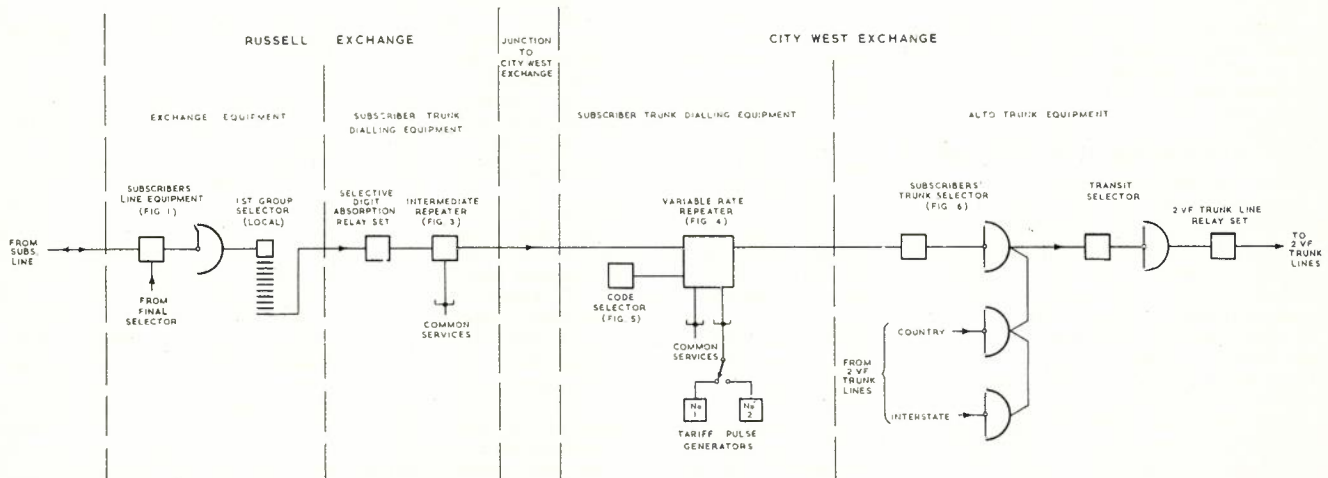 RUSSELL EXCHANGE
JUNCTION
TO
CITY WEST
EXCHANGE
CITY WEST EXCHANGE
EXCHANGE EQUIPMENT
SUBSCRIBER TRUNK
DIALLING EQUIPMENT
SUBSCRIBER TRUNK DIALLING EQUIPMENT
AUTO TRUNK EQUIPMENT
SUBSCRIBERS
LINE EQUIPMENT
(FIG 1)
1ST GROUP
SELECTOR
(LOCAL)
SELECTIVE
DIGIT
ABSORPTION
RELAY SET
INTERMEDIATE
REPEATER
(FIG 3)
VARIABLE RATE
REPEATER
(FIG 4)
SUBSCRIBERS'
TRUNK SELECTOR
(FIG 6)
TRANSIT
SELECTOR
2 VF TRUNK LINE
RELAY SET
FROM
SUBS.
LINE
TO
2 VF
TRUNK
LINES
FROM
FINAL
SELECTOR
COMMON
SERVICES
CODE
SELECTOR
(FIG. 5)
COMMON
SERVICES
No
1
No
2
TARIFF PULSE
GENERATORS
FROM
2 VF
TRUNK
LINES
COUNTRY
INTERSTATE